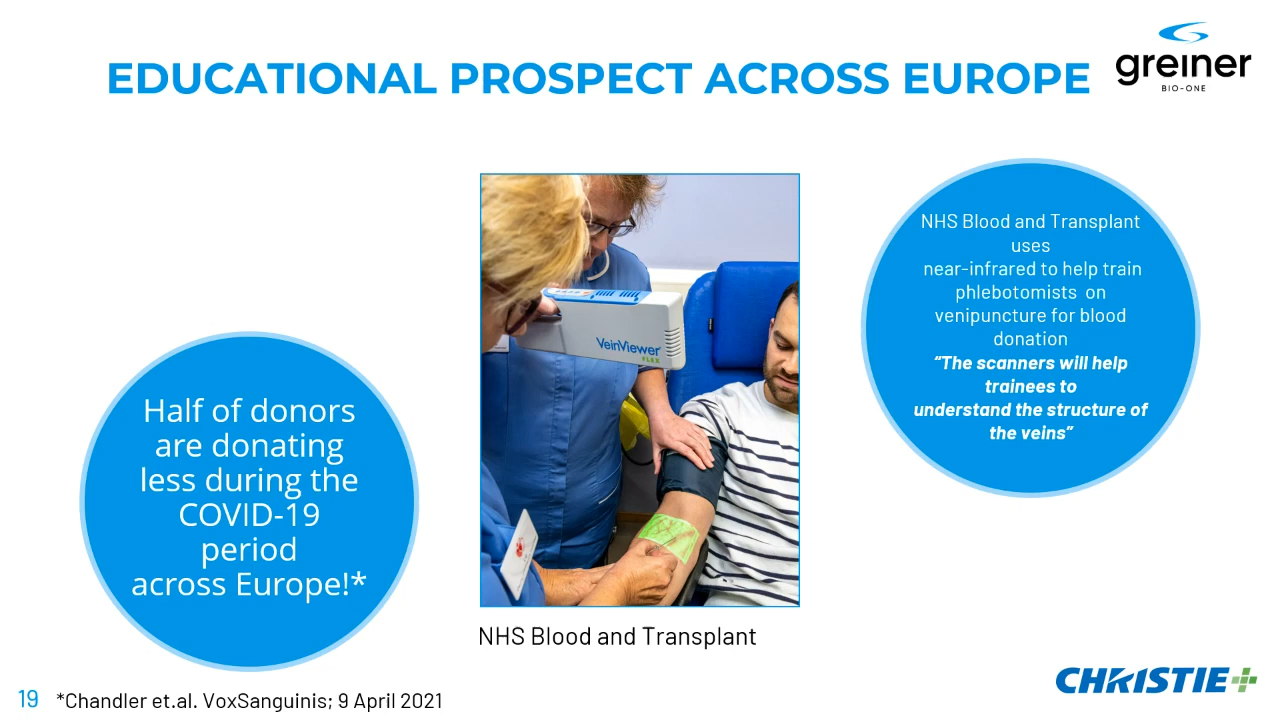 EDUCATIONAL PROSPECT ACROSS EUROPE
greiner
BIO-ONE
NHS Blood and Transplant
uses
near-infrared to help train
phlebotomists on
venipuncture for blood
donation
“The scanners will help
trainees to
understand the structure of
the veins”
VeinViewer
FLEX
Half of donors
are donating
less during the
COVID-19
period
across Europe!*
NHS Blood and Transplant
CHRISTIE
19 *Chandler et.al. VoxSanguinis; 9 April 2021